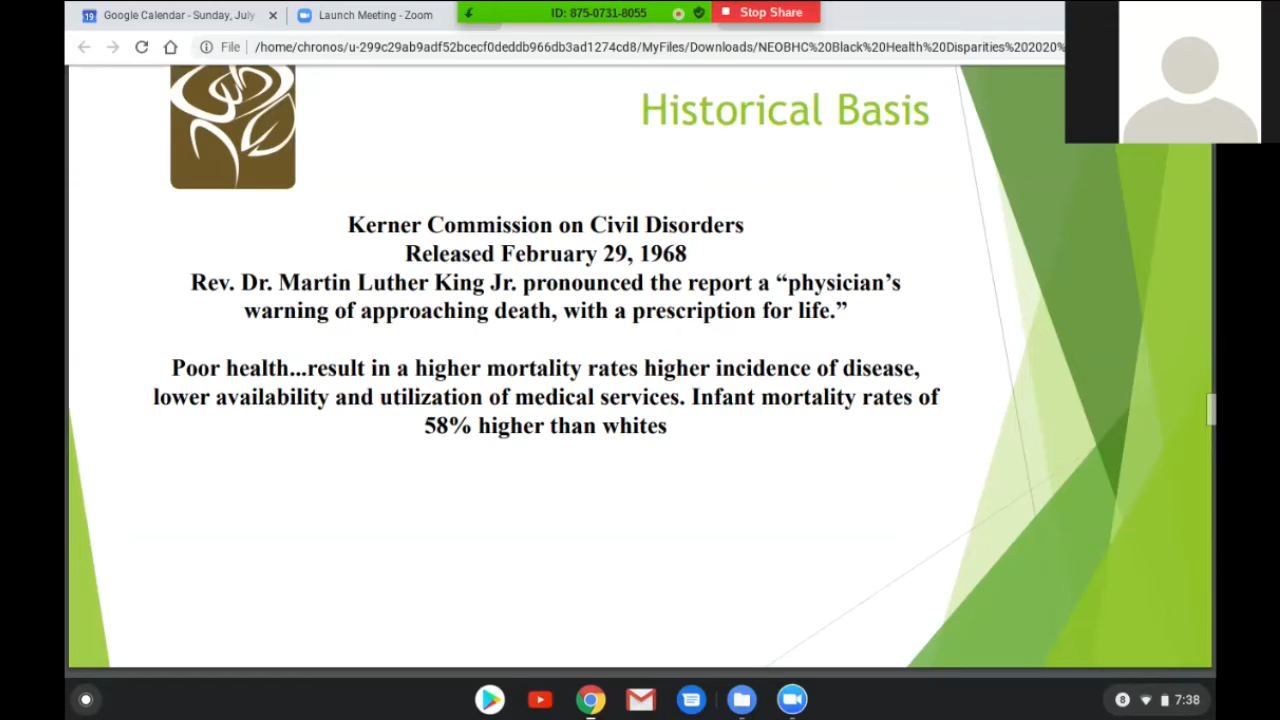 19
Google Calendar - Sunday, July
Launch Meeting - Zoom
ID: 875-0731-8055
Stop Share
File
/home/chronos/u-299c29ab9adf52bcecf0deddb966db3ad1274cd8/MyFiles/Downloads/NEOBHC%20Black%20Health%20Disparities%202020%
Historical Basis
Kerner Commission on Civil Disorders
Released February 29, 1968
Rev. Dr. Martin Luther King Jr. pronounced the report a “physician’s
warning of approaching death, with a prescription for life.”
Poor health...result in a higher mortality rates higher incidence of disease,
lower availability and utilization of medical services. Infant mortality rates of
58% higher than whites
8
7:38